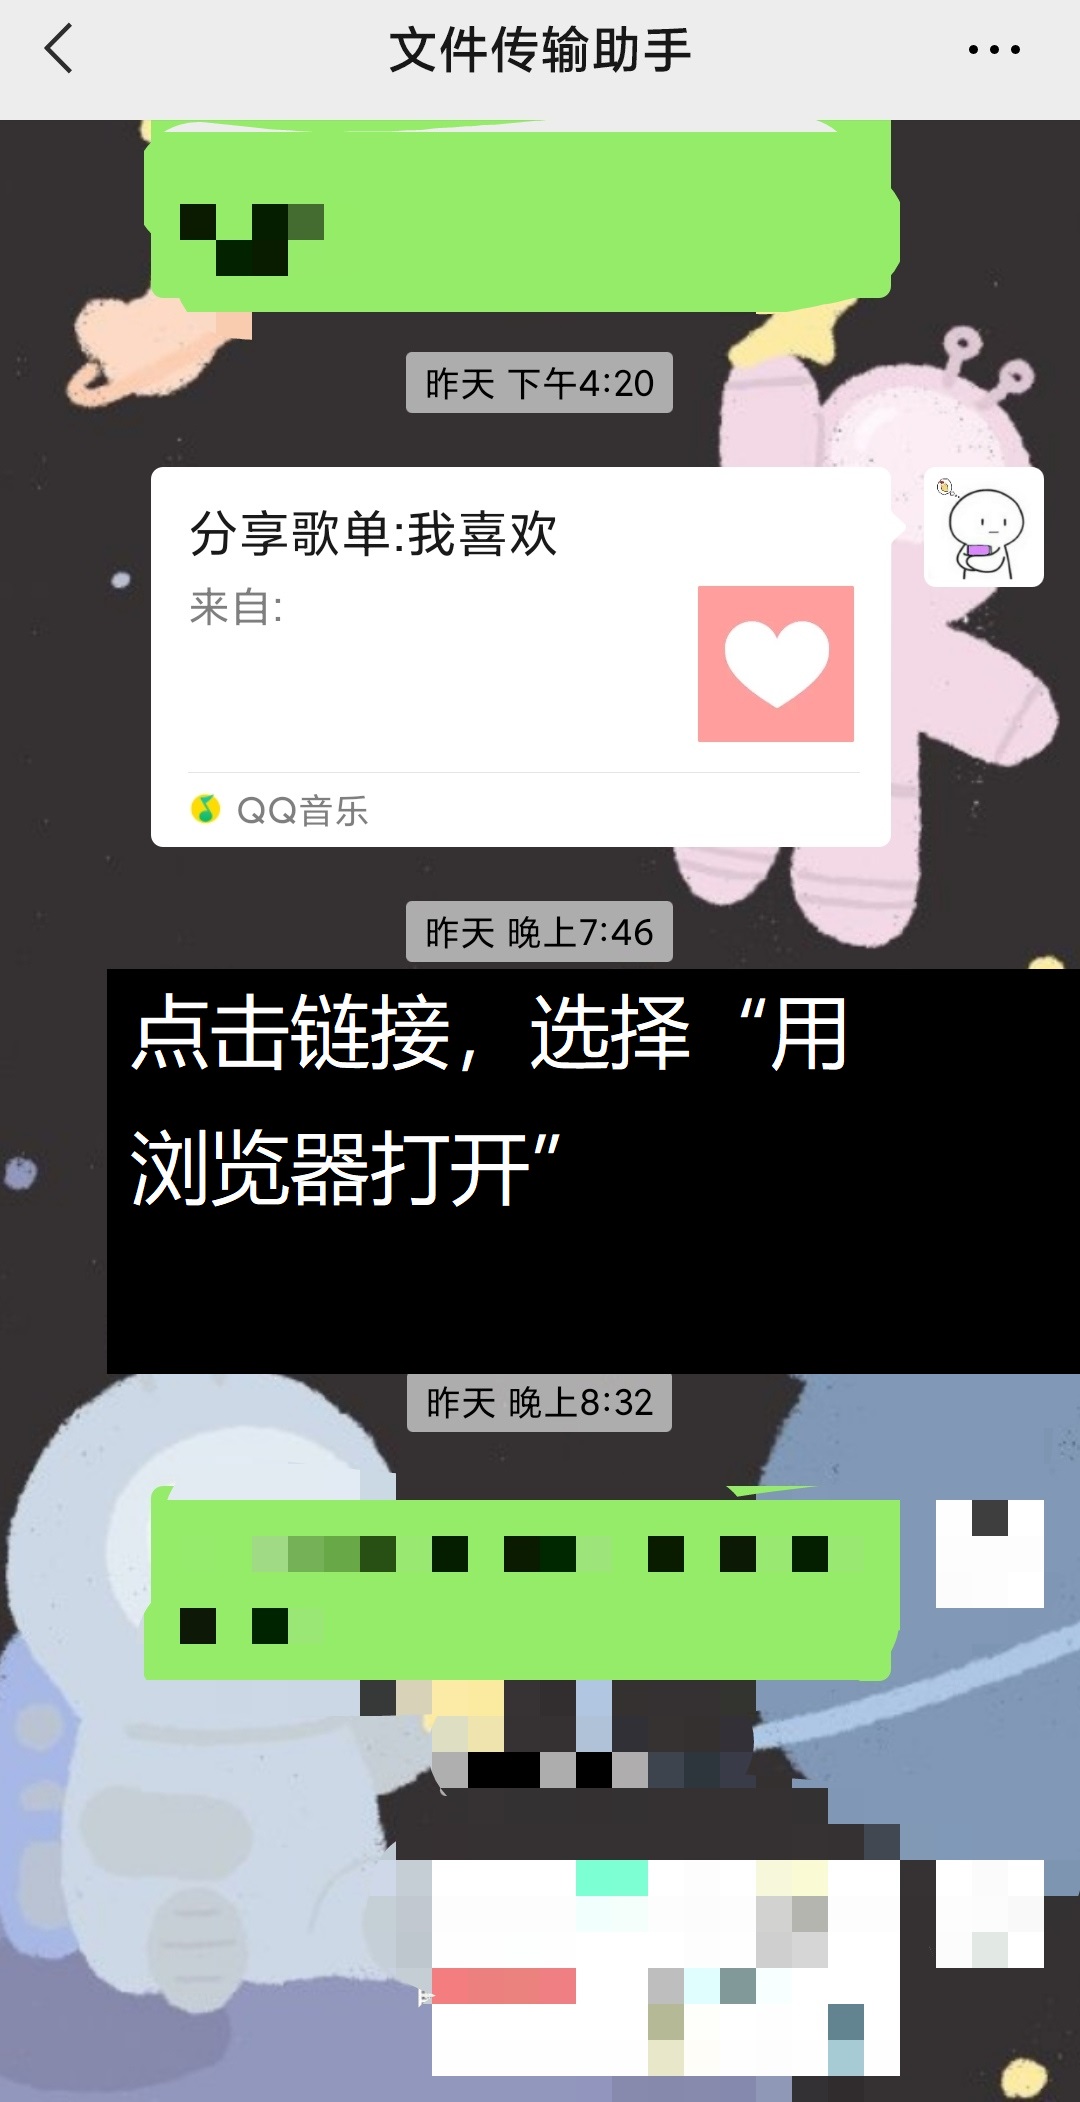 文件传输助手
昨天 下午4:20
分享歌单:我喜欢
来自:
QQ音乐
昨天 晚上7:46
点击链接，选择“用
浏览器打开”
昨天 晚上8:32